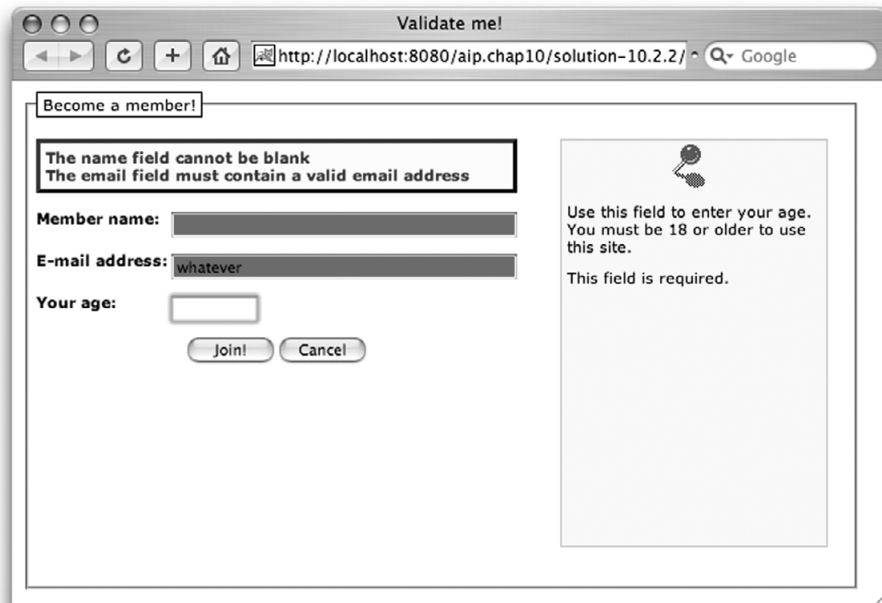 Validate me!
http://localhost:8080/aip.chap10/solution-10.2.2/
Google
Become a member!
The name field cannot be blank
The email field must contain a valid email address
Member name:
E-mail address: whatever
Your age:
Join! Cancel
Use this field to enter your age.
You must be 18 or older to use
this site.
This field is required.